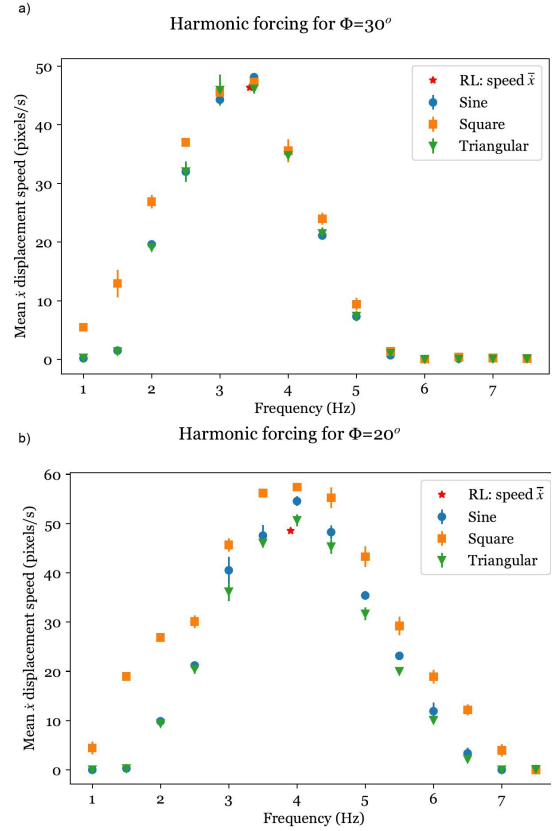 a)
Harmonic forcing for Φ=30°
Mean ẋ displacement speed (pixels/s)
50
40
30
20
10
0
RL: speed x̄̇
Sine
Square
Triangular
1 2 3 4 5 6 7
Frequency (Hz)
b)
Harmonic forcing for Φ=20°
Mean ẋ displacement speed (pixels/s)
60
50
40
30
20
10
0
RL: speed x̄̇
Sine
Square
Triangular
1 2 3 4 5 6 7
Frequency (Hz)